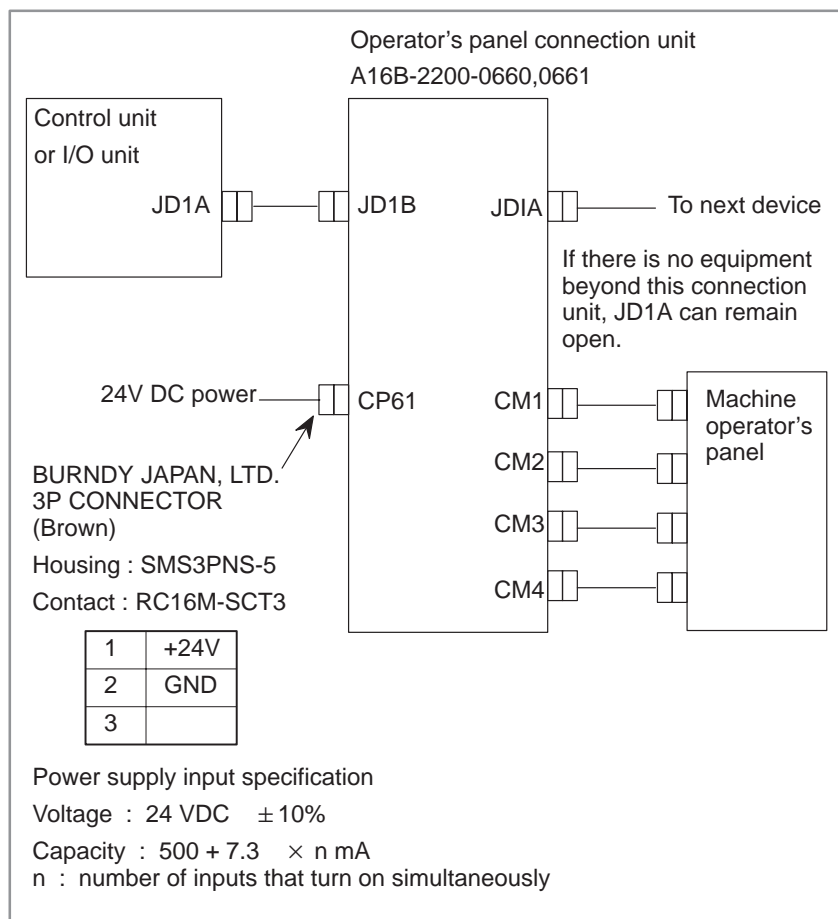 Operator's panel connection unit
A16B-2200-0660,0661
Control unit
or I/O unit
JD1A
JD1B
JDIA
To next device
If there is no equipment
beyond this connection
unit, JD1A can remain
open.
24V DC power
CP61
CM1
CM2
CM3
CM4
Machine
operator's
panel
BURNDY JAPAN, LTD.
3P CONNECTOR
(Brown)
Housing : SMS3PNS-5
Contact : RC16M-SCT3
1 +24V
2 GND
3
Power supply input specification
Voltage : 24 VDC ±10%
Capacity : 500 + 7.3 × n mA
n : number of inputs that turn on simultaneously